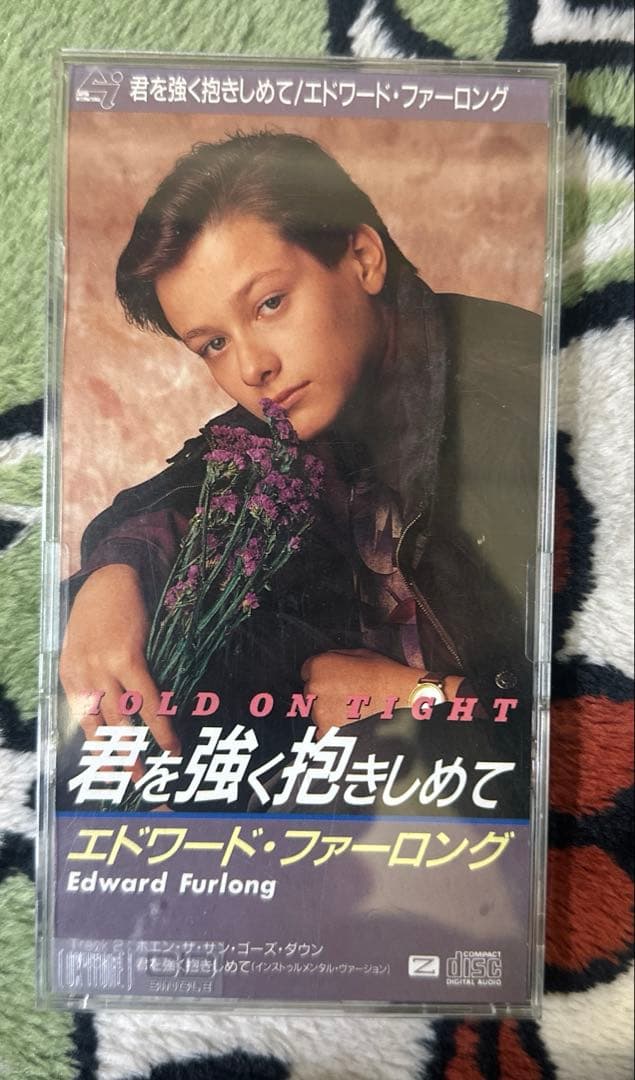 君を強く抱きしめて/エドワード・ファーロング
HOLD ON TIGHT
君を強く抱きしめて
エドワード・ファーロング
Edward Furlong
Track 2 : ホエン・ザ・サン・ゴーズ・ダウン
君を強く抱きしめて(インストゥルメンタル・ヴァージョン)
Z
COMPACT
disc
DIGITAL AUDIO